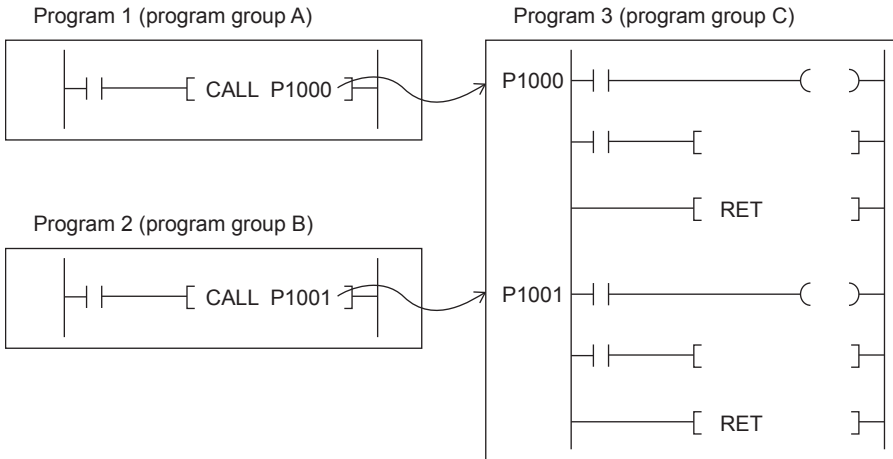 Program 1 (program group A)
CALL P1000
Program 2 (program group B)
CALL P1001
Program 3 (program group C)
P1000
RET
P1001
RET